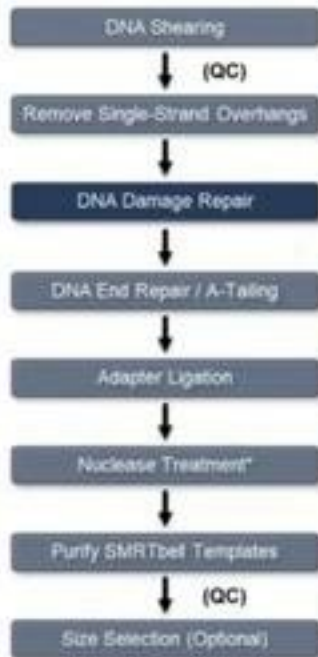 DNA Shearing
(QC)
Remove Single-Strand Overhangs
DNA Damage Repair
DNA End Repair / A-Tailing
Adapter Ligation
Nuclease Treatment*
Purify SMRTbell Templates
(QC)
Size Selection (Optional)